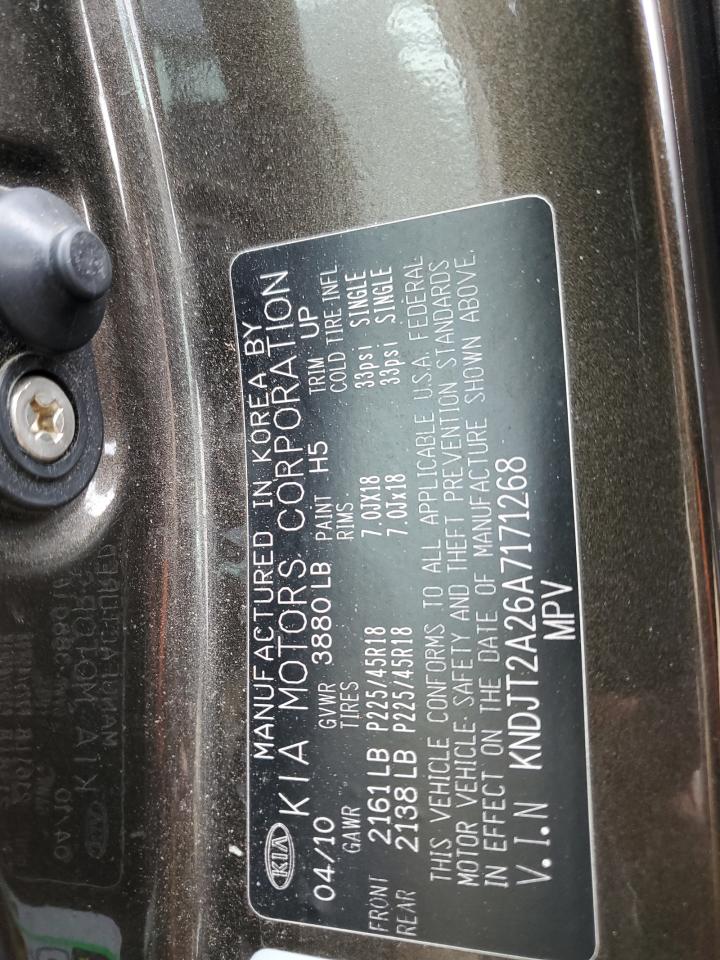 KIA
MANUFACTURED IN KOREA BY
KIA MOTORS CORPORATION
04/10 GVWR 3880 LB PAINT H5 TRIM UP
GAWR TIRES RIMS COLD TIRE INFL.
FRONT 2161 LB P225/45R18 7.0JX18 33psi SINGLE
REAR 2138 LB P225/45R18 7.0Jx18 33psi SINGLE
THIS VEHICLE CONFORMS TO ALL APPLICABLE U.S.A. FEDERAL
MOTOR VEHICLE SAFETY AND THEFT PREVENTION STANDARDS
IN EFFECT ON THE DATE OF MANUFACTURE SHOWN ABOVE.
V.I.N KNDJT2A26A7171268
MPV